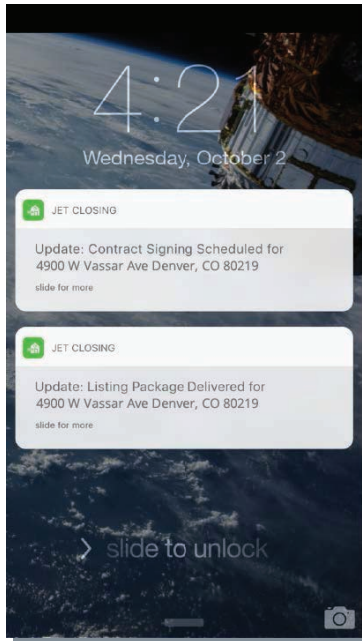 4:21
Wednesday, October 2
JET CLOSING
Update: Contract Signing Scheduled for
4900 W Vassar Ave Denver, CO 80219
slide for more
JET CLOSING
Update: Listing Package Delivered for
4900 W Vassar Ave Denver, CO 80219
slide for more
> slide to unlock